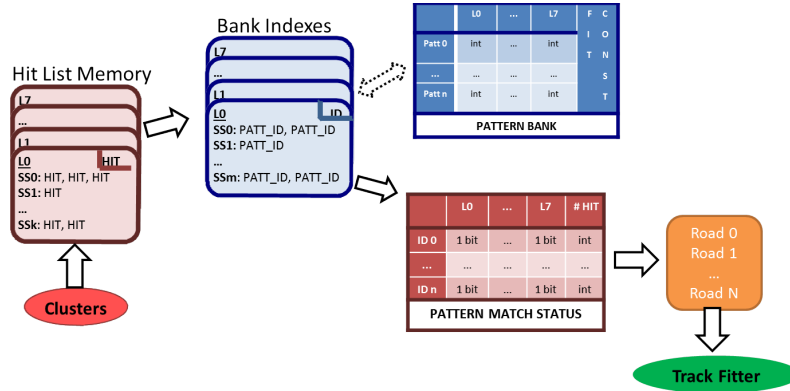 Hit List Memory
L7
...
L1
L0 HIT
SS0: HIT, HIT, HIT
SS1: HIT
...
SSk: HIT, HIT
Clusters
Bank Indexes
L7
...
L1
L0 ID
SS0: PATT_ID, PATT_ID
SS1: PATT_ID
...
SSm: PATT_ID, PATT_ID
L0 ... L7 FIT CONST
Patt 0 int ... int
... ... ... ...
Patt n int ... int
PATTERN BANK
L0 ... L7 # HIT
ID 0 1 bit ... 1 bit int
... ... ... ... ...
ID n 1 bit ... 1 bit int
PATTERN MATCH STATUS
Road 0
Road 1
...
Road N
Track Fitter